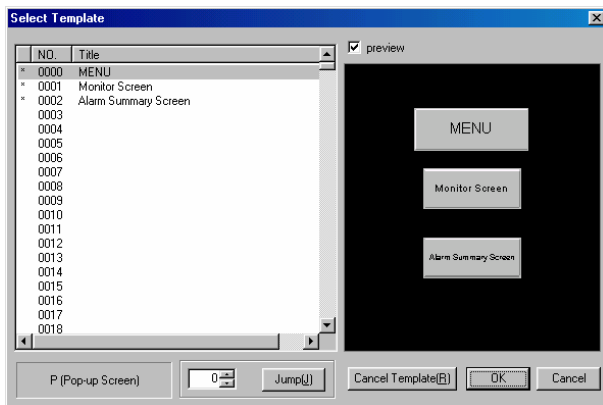 Select Template
NO. Title
* 0000 MENU
* 0001 Monitor Screen
* 0002 Alarm Summary Screen
0003
0004
0005
0006
0007
0008
0009
0010
0011
0012
0013
0014
0015
0016
0017
0018
preview
MENU
Monitor Screen
Alarm Summary Screen
P (Pop-up Screen)
0
Jump(J)
Cancel Template(R)
OK
Cancel